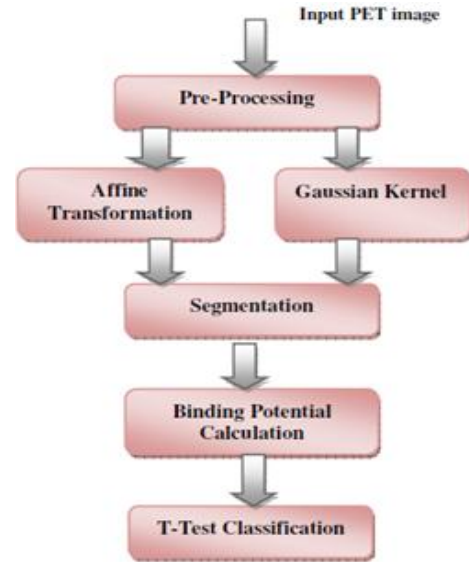 Input PET image
Pre-Processing
Affine
Transformation
Gaussian Kernel
Segmentation
Binding Potential
Calculation
T-Test Classification